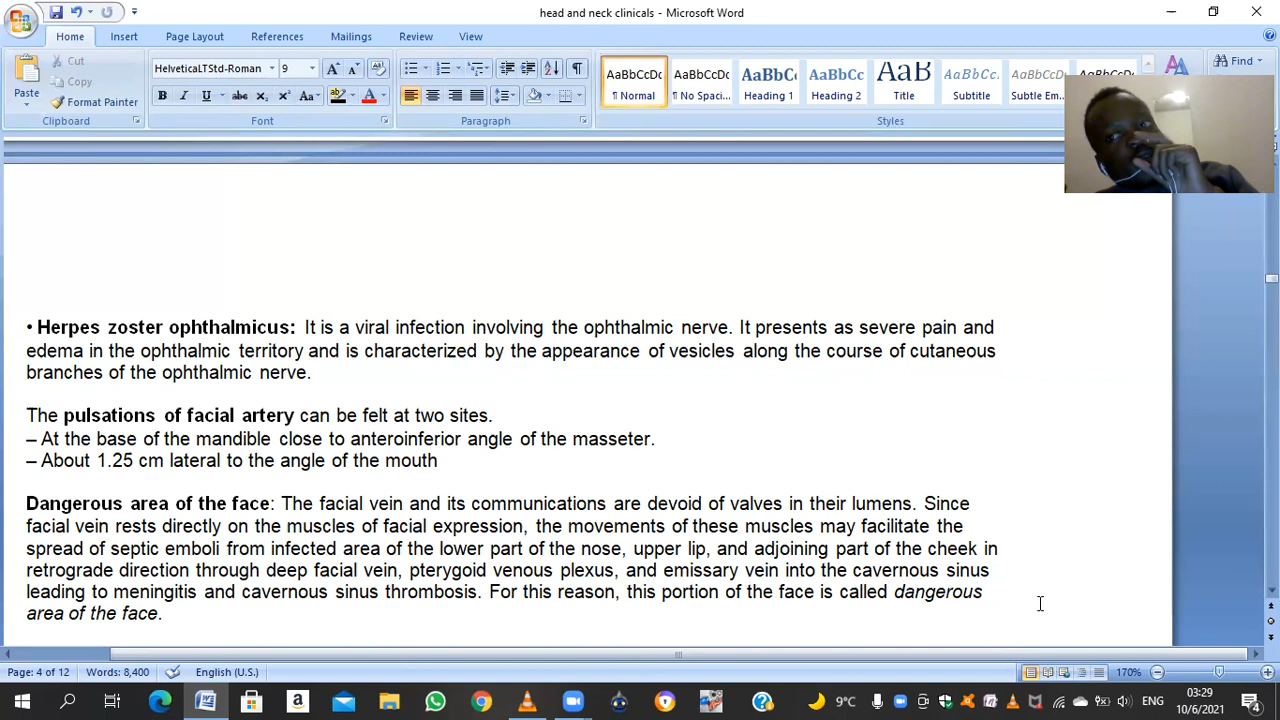 head and neck clinicals - Microsoft Word
Home Insert Page Layout References Mailings Review View
Paste
Cut
Copy
Format Painter
Clipboard
HelveticaLTStd-Roman 9
Font
Paragraph
AaBbCcDc AaBbCcDc AaBbC AaBbCc AaB AaBbCc. AaBbCcDc AaBbCcDc
¶ Normal ¶ No Spaci... Heading 1 Heading 2 Title Subtitle Subtle Em...
Styles
Find
• Herpes zoster ophthalmicus: It is a viral infection involving the ophthalmic nerve. It presents as severe pain and
edema in the ophthalmic territory and is characterized by the appearance of vesicles along the course of cutaneous
branches of the ophthalmic nerve.
The pulsations of facial artery can be felt at two sites.
– At the base of the mandible close to anteroinferior angle of the masseter.
– About 1.25 cm lateral to the angle of the mouth
Dangerous area of the face: The facial vein and its communications are devoid of valves in their lumens. Since
facial vein rests directly on the muscles of facial expression, the movements of these muscles may facilitate the
spread of septic emboli from infected area of the lower part of the nose, upper lip, and adjoining part of the cheek in
retrograde direction through deep facial vein, pterygoid venous plexus, and emissary vein into the cavernous sinus
leading to meningitis and cavernous sinus thrombosis. For this reason, this portion of the face is called dangerous
area of the face.
Page: 4 of 12 Words: 8,400 English (U.S.) 170%
9°C ENG
03:29
10/6/2021